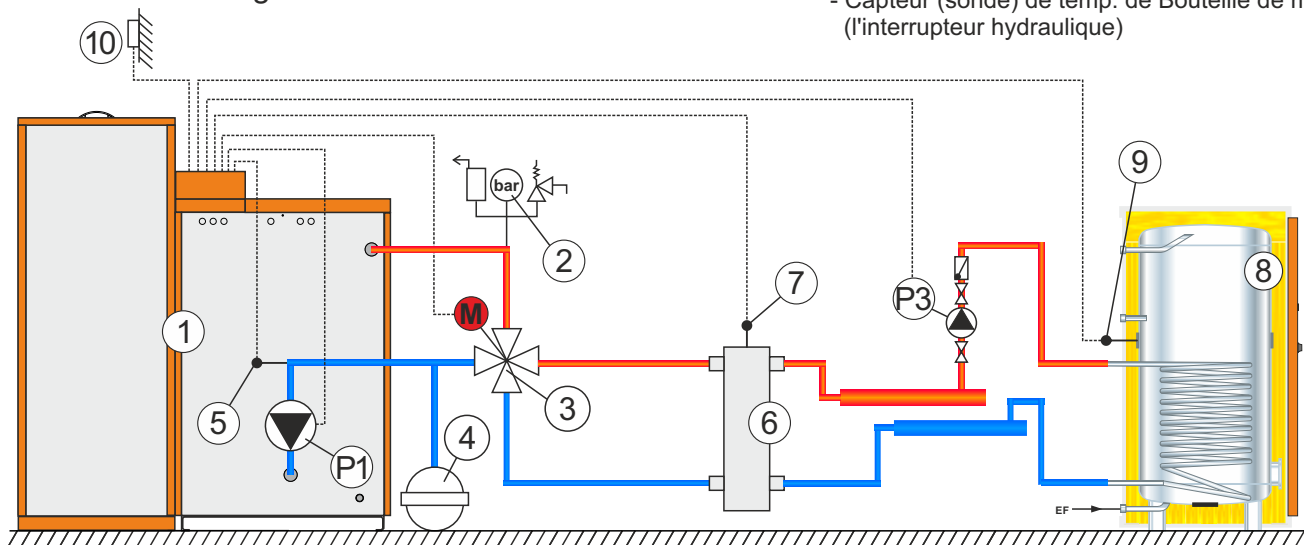 - Capteur (sonde) de temp. de Bouteille de
(l'interrupteur hydraulique)
10
bar
9
2
8
7
M
P3
1
3
5
6
4
P1
EF